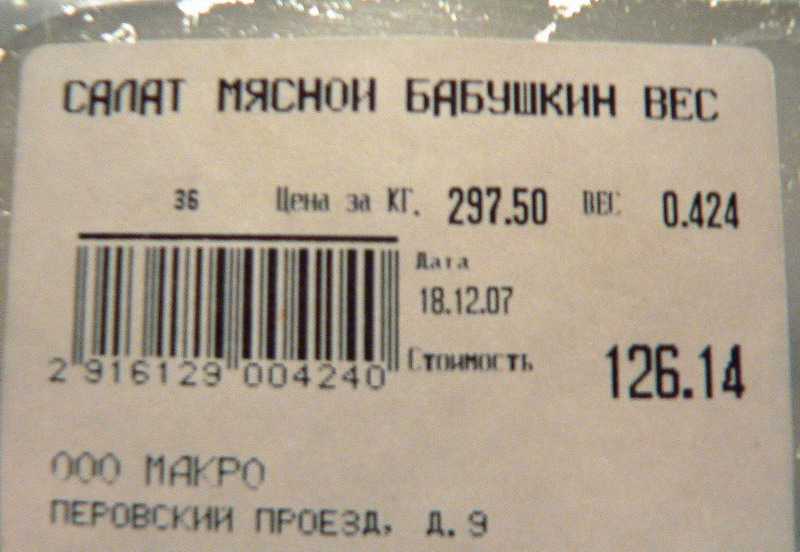 САЛАТ МЯСНОЙ БАБУШКИН ВЕС
36 Цена за КГ. 297.50 ВЕС 0.424
Дата
18.12.07
Стоимость 126.14
2 916129 004240
ООО МАКРО
ПЕРОВСКИЙ ПРОЕЗД, Д. 9